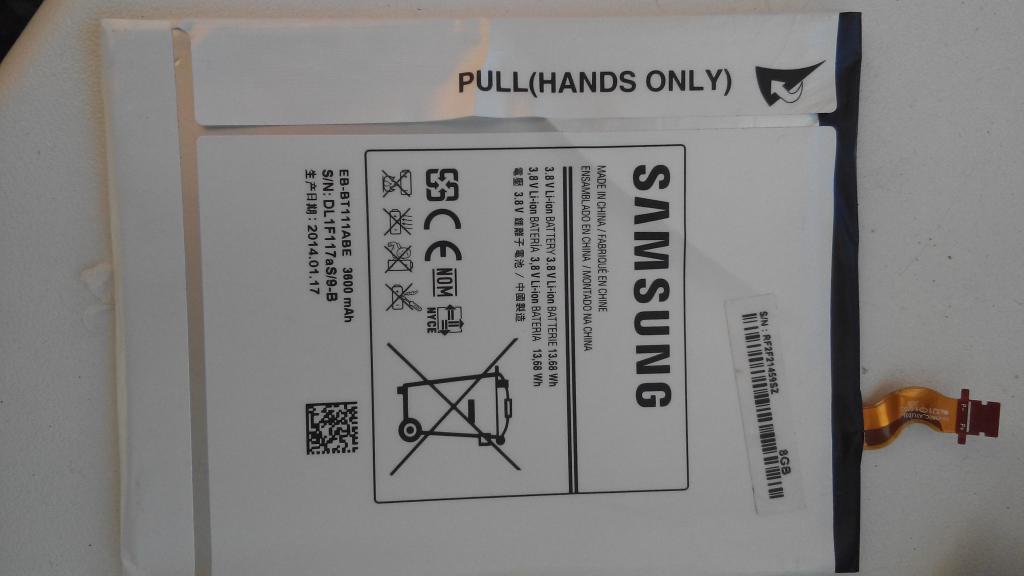 PULL(HANDS ONLY)
SAMSUNG
MADE IN CHINA / FABRIQUÉ EN CHINE
ENSAMBLADO EN CHINA / MONTADO NA CHINA
3.8 V Li-ion BATTERY 3.8 V Li-ion BATTERIE 13.68 Wh
3,8 V Li-ion BATERIA 3,8 V Li-ion BATERIA 13,68 Wh
電壓 3.8 V 鋰離子電池 / 中國製造
CE NOM NYCE
EB-BT111ABE 3600 mAh
S/N: DL1F117aS/9-B
生产日期 : 2014.01.17
S/N : RF2F21459SZ
8GB
P-
P+